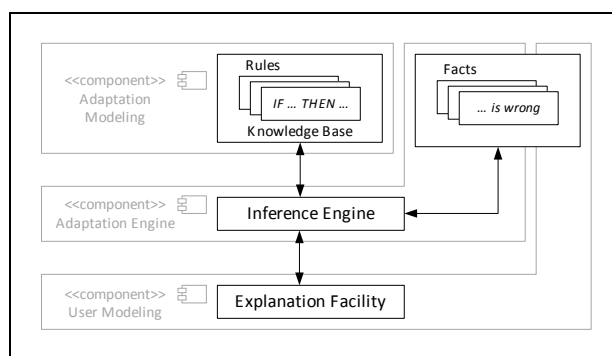 <<component>>
Adaptation
Modeling
Rules
IF ... THEN ...
Knowledge Base
Facts
... is wrong
<<component>>
Adaptation Engine
Inference Engine
<<component>>
User Modeling
Explanation Facility